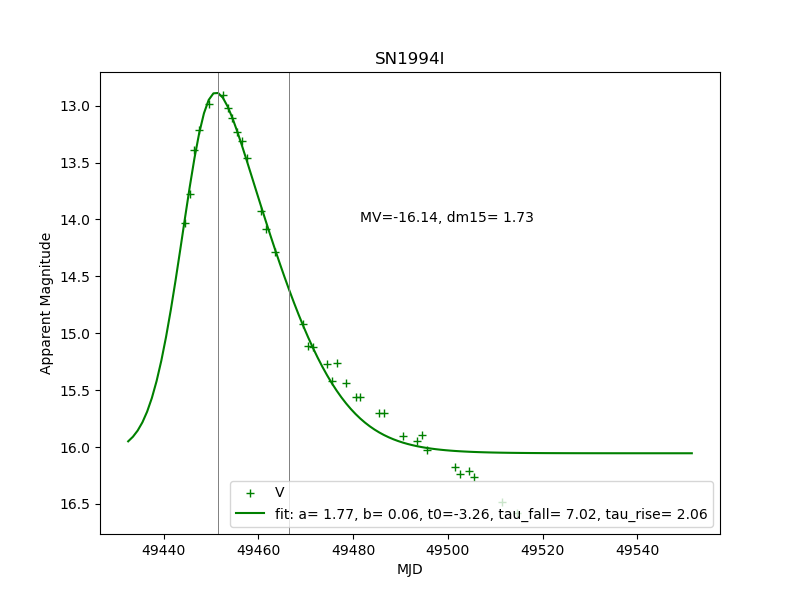 SN1994I
13.0
13.5
14.0
14.5
15.0
15.5
16.0
16.5
Apparent Magnitude
MV=-16.14, dm15= 1.73
V
fit: a= 1.77, b= 0.06, t0=-3.26, tau_fall= 7.02, tau_rise= 2.06
49440 49460 49480 49500 49520 49540
MJD